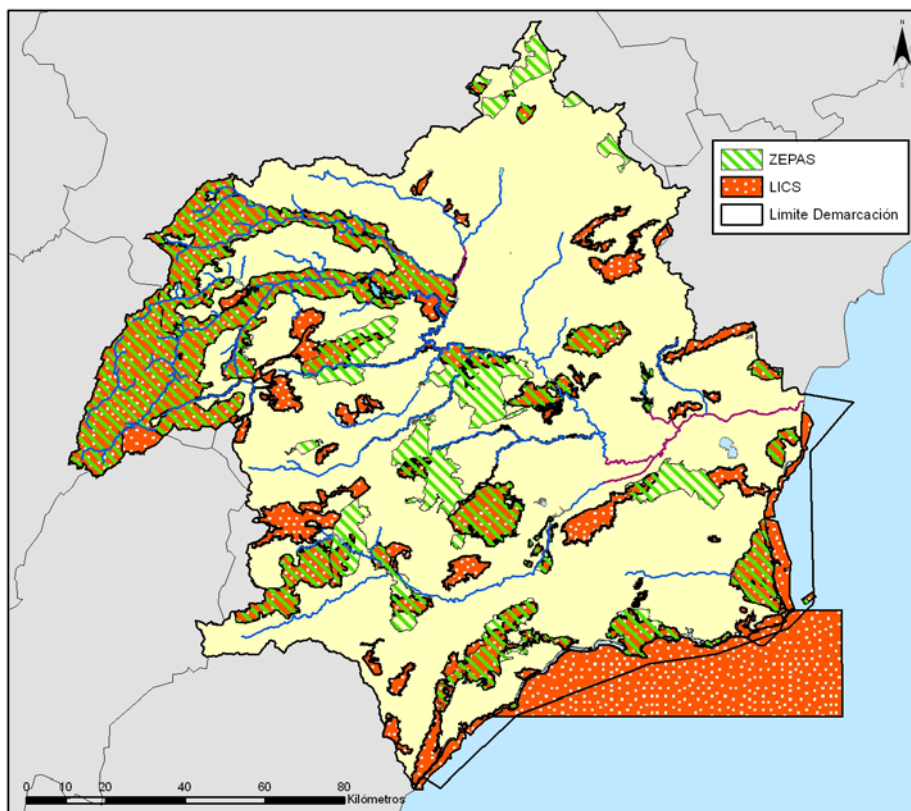 N
S
ZEPAS
LICS
Límite Demarcación
0 10 20 40 60 80
Kilómetros